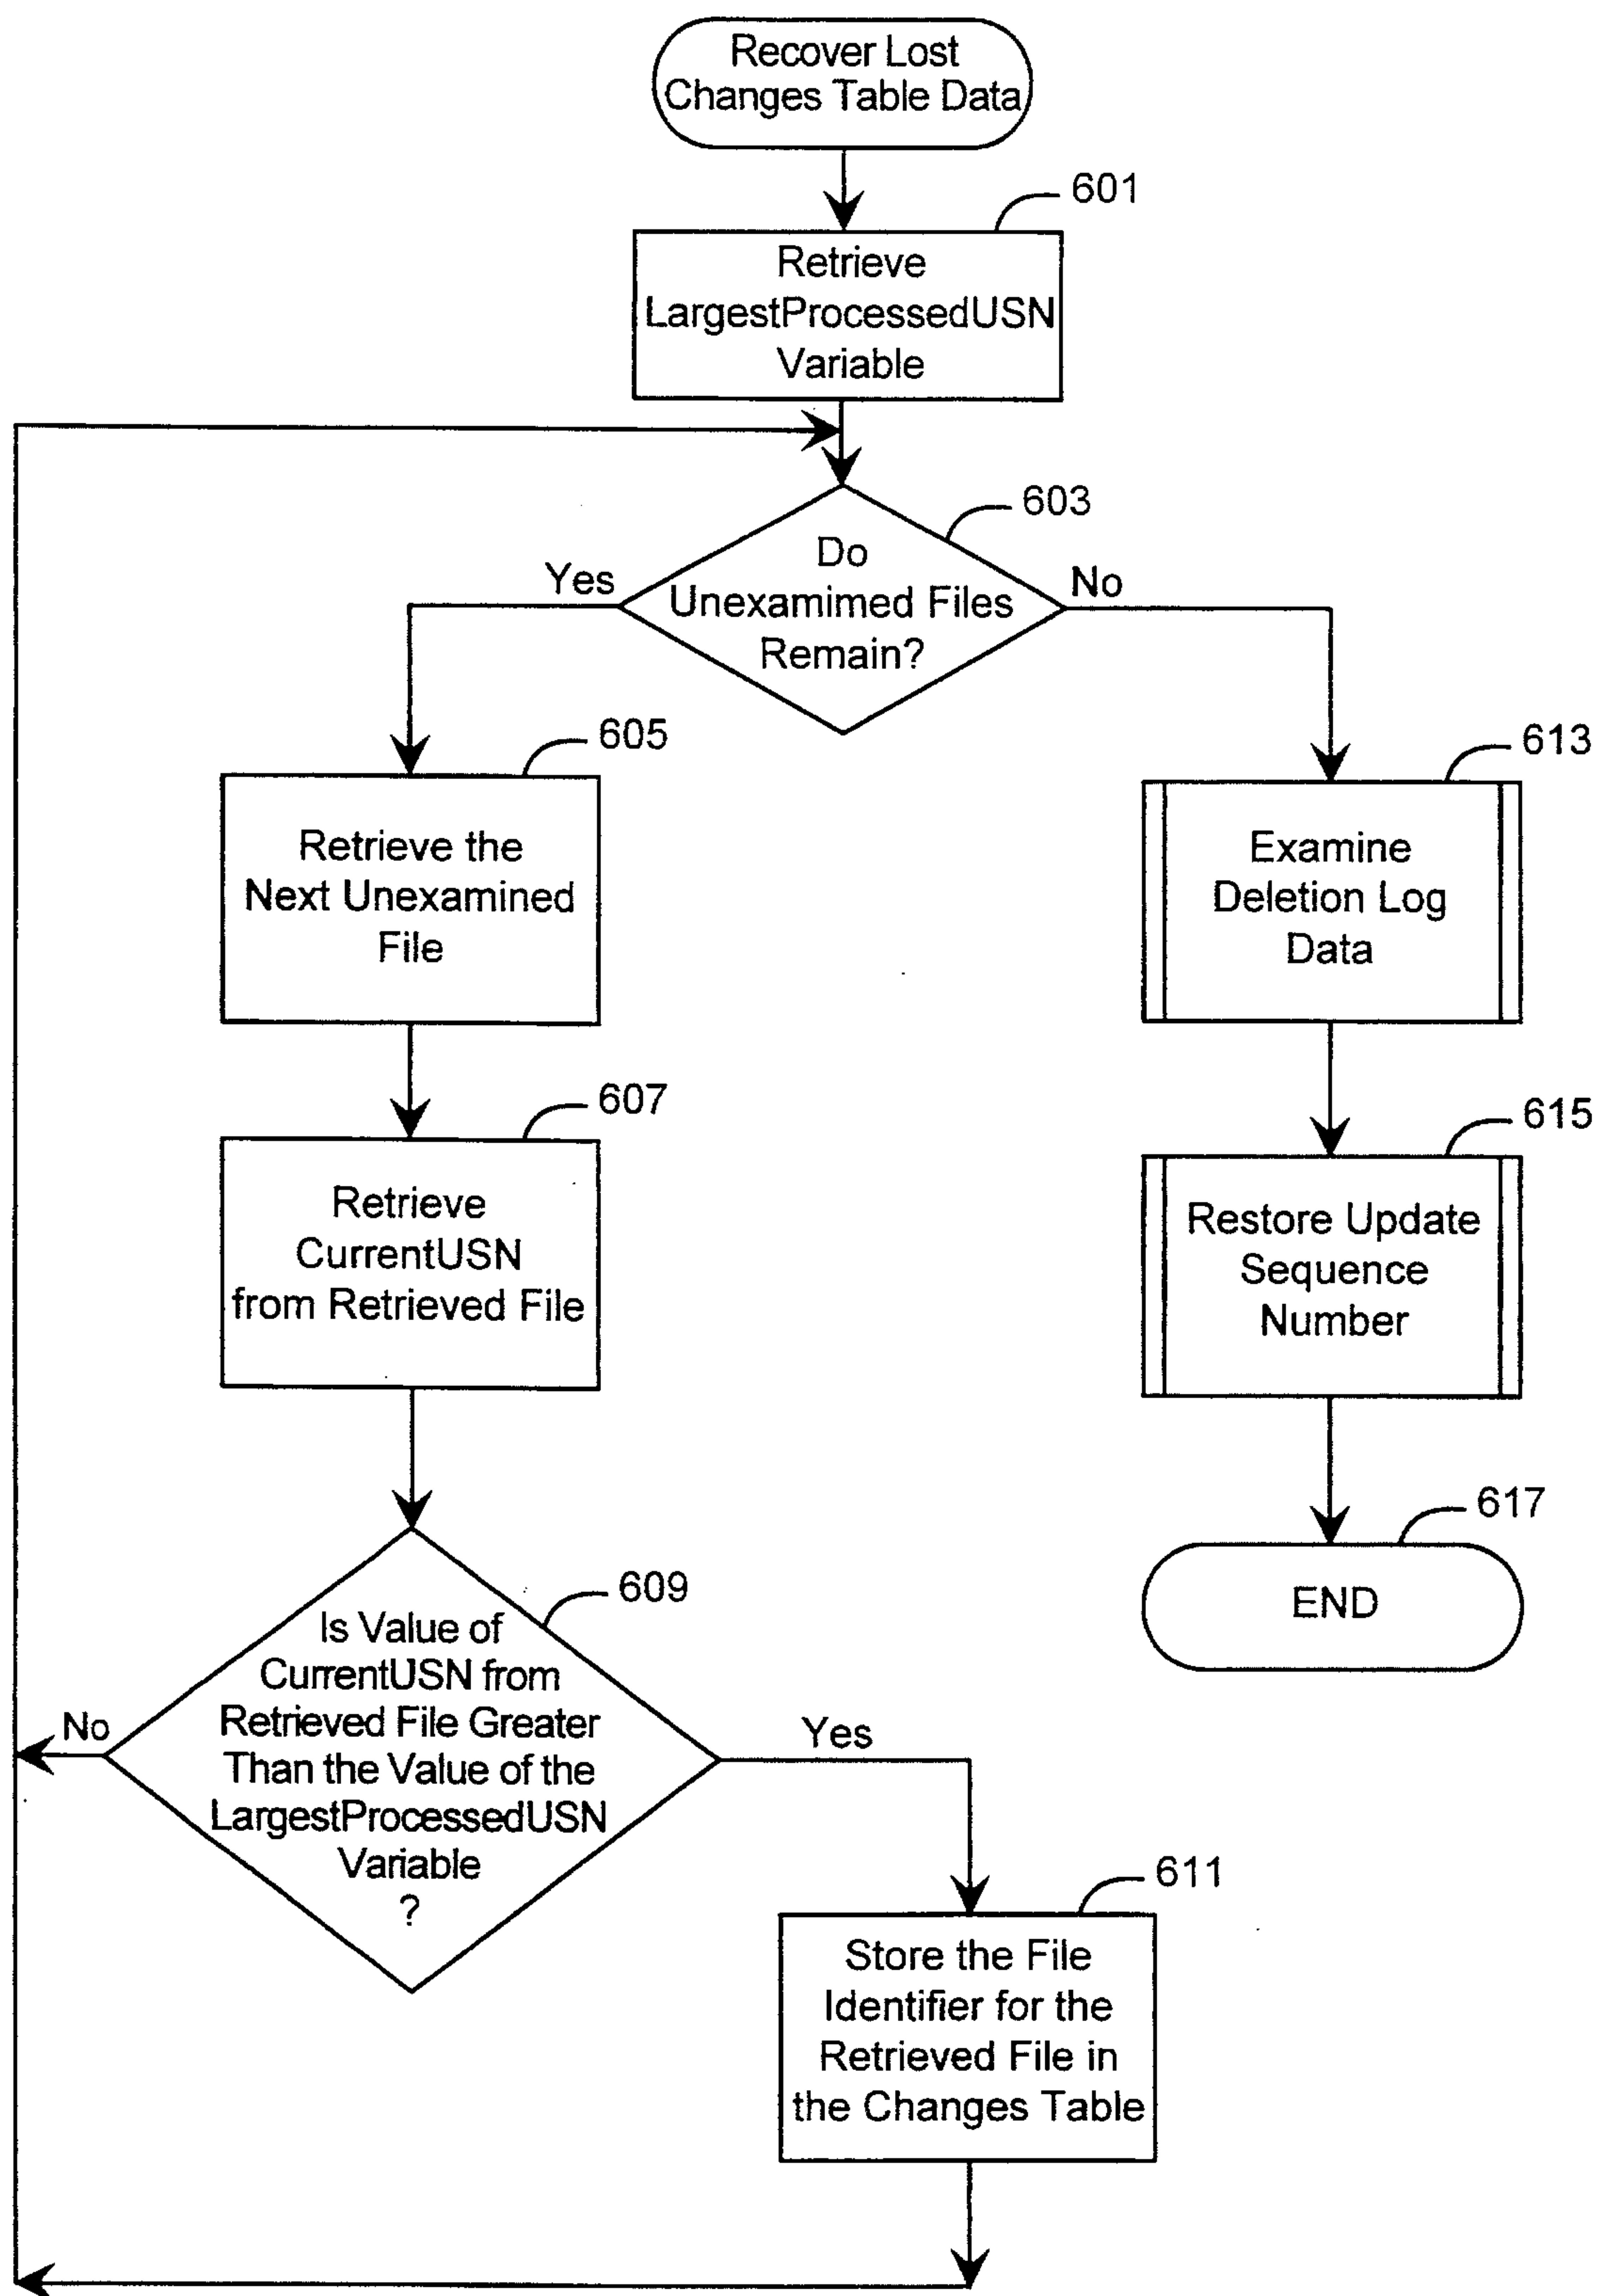 Recover Lost
Changes Table Data
601
Retrieve
LargestProcessedUSN
Variable
603
Do
Unexamimed Files
Remain?
Yes
No
605
Retrieve the
Next Unexamined
File
613
Examine
Deletion Log
Data
607
Retrieve
CurrentUSN
from Retrieved File
615
Restore Update
Sequence
Number
609
Is Value of
CurrentUSN from
Retrieved File Greater
Than the Value of the
LargestProcessedUSN
Variable
?
No
Yes
617
END
611
Store the File
Identifier for the
Retrieved File in
the Changes Table